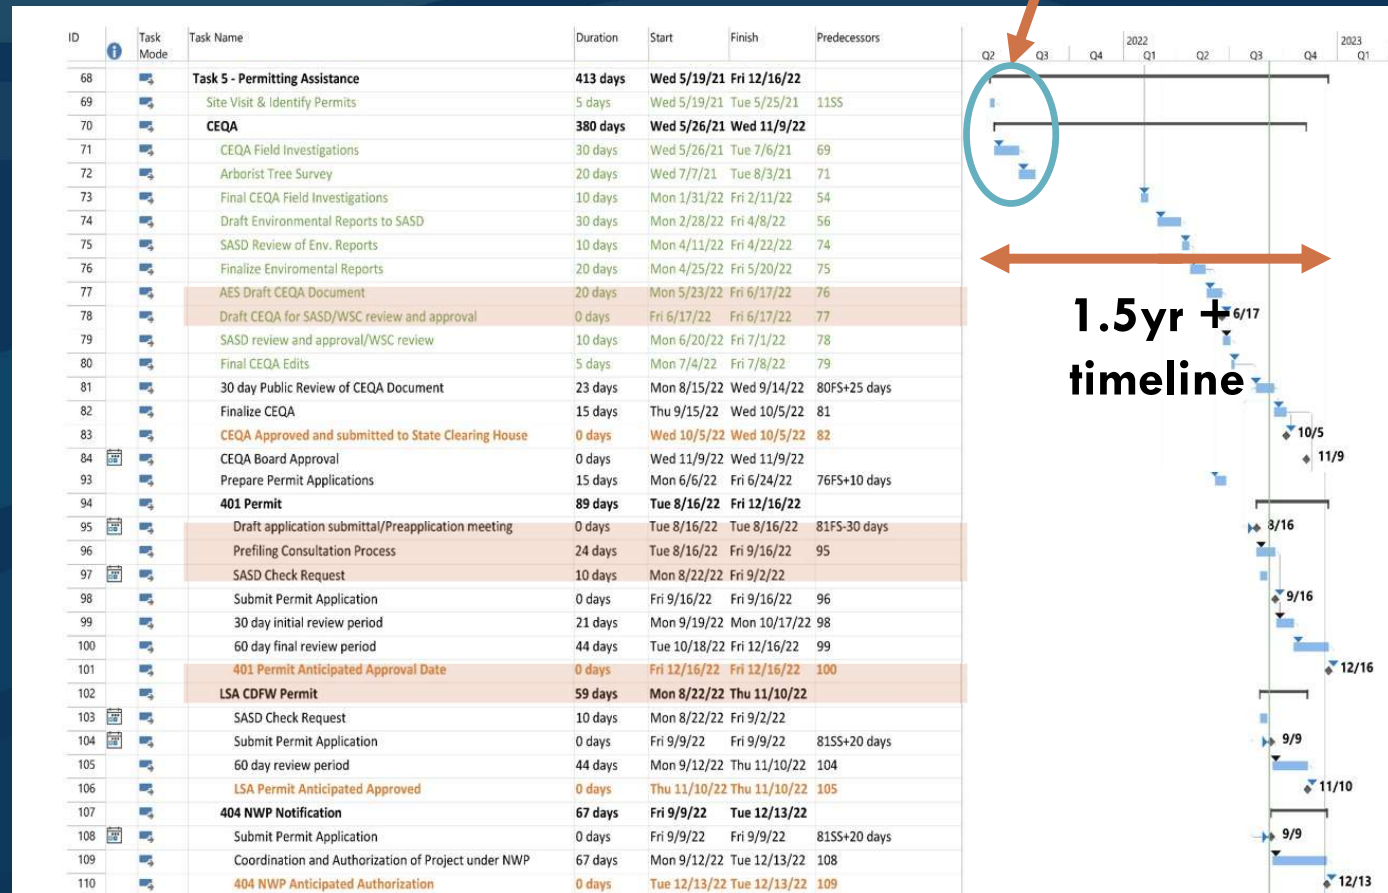 ID Task Mode Task Name Duration Start Finish Predecessors
2022 2023
Q2 Q3 Q4 Q1 Q2 Q3 Q4 Q1
68 Task 5 - Permitting Assistance 413 days Wed 5/19/21 Fri 12/16/22
69 Site Visit & Identify Permits 5 days Wed 5/19/21 Tue 5/25/21 11SS
70 CEQA 380 days Wed 5/26/21 Wed 11/9/22
71 CEQA Field Investigations 30 days Wed 5/26/21 Tue 7/6/21 69
72 Arborist Tree Survey 20 days Wed 7/7/21 Tue 8/3/21 71
73 Final CEQA Field Investigations 10 days Mon 1/31/22 Fri 2/11/22 54
74 Draft Environmental Reports to SASD 30 days Mon 2/28/22 Fri 4/8/22 56
75 SASD Review of Env. Reports 10 days Mon 4/11/22 Fri 4/22/22 74
76 Finalize Enviromental Reports 20 days Mon 4/25/22 Fri 5/20/22 75
77 AES Draft CEQA Document 20 days Mon 5/23/22 Fri 6/17/22 76
78 Draft CEQA for SASD/WSC review and approval 0 days Fri 6/17/22 Fri 6/17/22 77 6/17
79 SASD review and approval/WSC review 10 days Mon 6/20/22 Fri 7/1/22 78
80 Final CEQA Edits 5 days Mon 7/4/22 Fri 7/8/22 79
1.5yr +
timeline
81 30 day Public Review of CEQA Document 23 days Mon 8/15/22 Wed 9/14/22 80FS+25 days
82 Finalize CEQA 15 days Thu 9/15/22 Wed 10/5/22 81
83 CEQA Approved and submitted to State Clearing House 0 days Wed 10/5/22 Wed 10/5/22 82 10/5
84 CEQA Board Approval 0 days Wed 11/9/22 Wed 11/9/22 11/9
93 Prepare Permit Applications 15 days Mon 6/6/22 Fri 6/24/22 76FS+10 days
94 401 Permit 89 days Tue 8/16/22 Fri 12/16/22
95 Draft application submittal/Preapplication meeting 0 days Tue 8/16/22 Tue 8/16/22 81FS-30 days 8/16
96 Prefiling Consultation Process 24 days Tue 8/16/22 Fri 9/16/22 95
97 SASD Check Request 10 days Mon 8/22/22 Fri 9/2/22
98 Submit Permit Application 0 days Fri 9/16/22 Fri 9/16/22 96 9/16
99 30 day initial review period 21 days Mon 9/19/22 Mon 10/17/22 98
100 60 day final review period 44 days Tue 10/18/22 Fri 12/16/22 99
101 401 Permit Anticipated Approval Date 0 days Fri 12/16/22 Fri 12/16/22 100 12/16
102 LSA CDFW Permit 59 days Mon 8/22/22 Thu 11/10/22
103 SASD Check Request 10 days Mon 8/22/22 Fri 9/2/22
104 Submit Permit Application 0 days Fri 9/9/22 Fri 9/9/22 81SS+20 days 9/9
105 60 day review period 44 days Mon 9/12/22 Thu 11/10/22 104
106 LSA Permit Anticipated Approved 0 days Thu 11/10/22 Thu 11/10/22 105 11/10
107 404 NWP Notification 67 days Fri 9/9/22 Tue 12/13/22
108 Submit Permit Application 0 days Fri 9/9/22 Fri 9/9/22 81SS+20 days 9/9
109 Coordination and Authorization of Project under NWP 67 days Mon 9/12/22 Tue 12/13/22 108
110 404 NWP Anticipated Authorization 0 days Tue 12/13/22 Tue 12/13/22 109 12/13